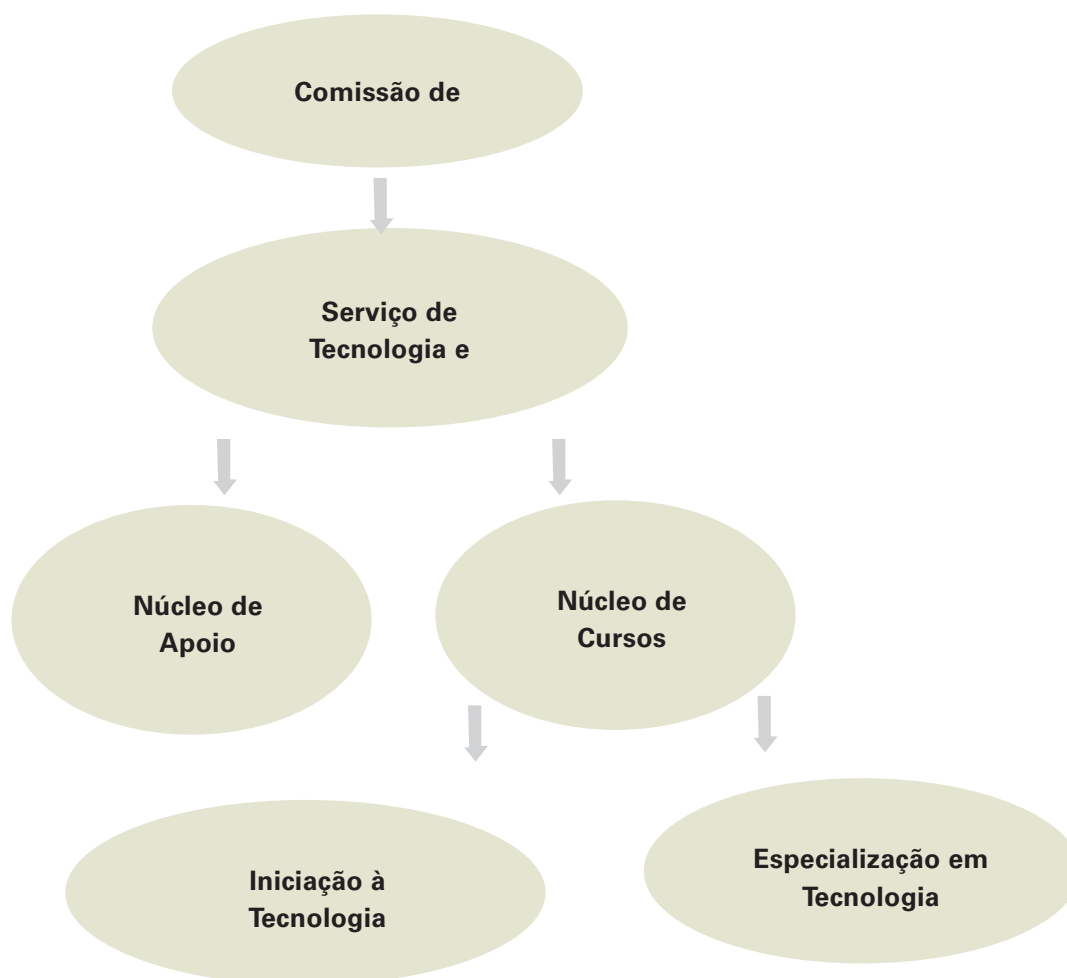 Comissão de
Serviço de
Tecnologia e
Núcleo de
Apoio
Núcleo de
Cursos
Iniciação à
Tecnologia
Especialização em
Tecnologia